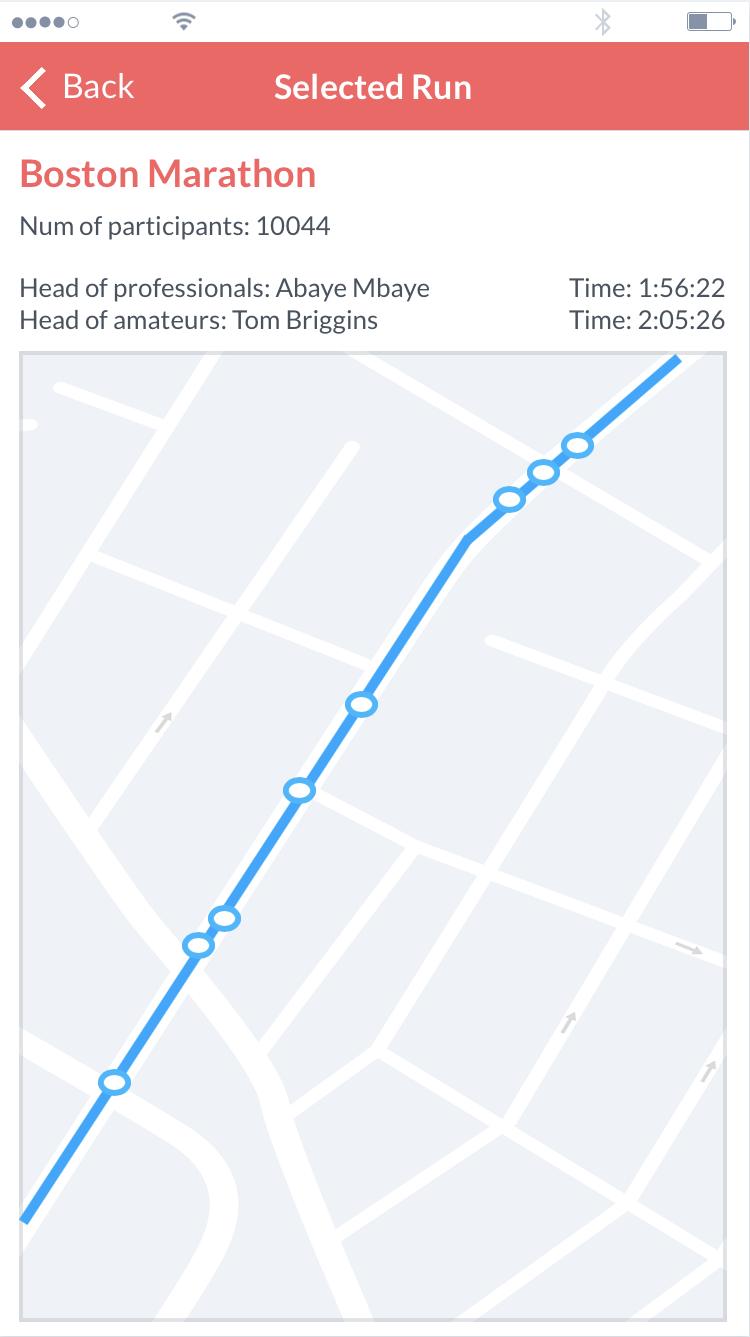 Back
Selected Run
Boston Marathon
Num of participants: 10044
Head of professionals: Abaye Mbaye Time: 1:56:22
Head of amateurs: Tom Briggins Time: 2:05:26